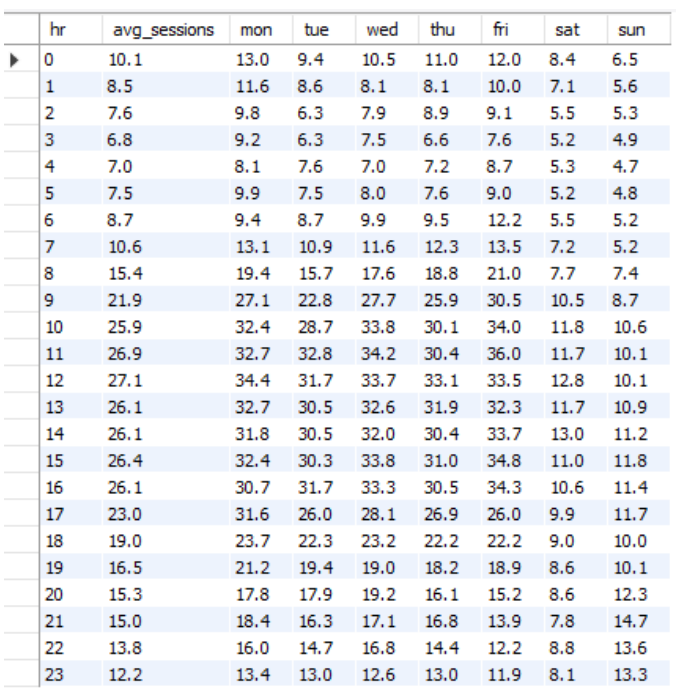 hr avg_sessions mon tue wed thu fri sat sun
0 10.1 13.0 9.4 10.5 11.0 12.0 8.4 6.5
1 8.5 11.6 8.6 8.1 8.1 10.0 7.1 5.6
2 7.6 9.8 6.3 7.9 8.9 9.1 5.5 5.3
3 6.8 9.2 6.3 7.5 6.6 7.6 5.2 4.9
4 7.0 8.1 7.6 7.0 7.2 8.7 5.3 4.7
5 7.5 9.9 7.5 8.0 7.6 9.0 5.2 4.8
6 8.7 9.4 8.7 9.9 9.5 12.2 5.5 5.2
7 10.6 13.1 10.9 11.6 12.3 13.5 7.2 5.2
8 15.4 19.4 15.7 17.6 18.8 21.0 7.7 7.4
9 21.9 27.1 22.8 27.7 25.9 30.5 10.5 8.7
10 25.9 32.4 28.7 33.8 30.1 34.0 11.8 10.6
11 26.9 32.7 32.8 34.2 30.4 36.0 11.7 10.1
12 27.1 34.4 31.7 33.7 33.1 33.5 12.8 10.1
13 26.1 32.7 30.5 32.6 31.9 32.3 11.7 10.9
14 26.1 31.8 30.5 32.0 30.4 33.7 13.0 11.2
15 26.4 32.4 30.3 33.8 31.0 34.8 11.0 11.8
16 26.1 30.7 31.7 33.3 30.5 34.3 10.6 11.4
17 23.0 31.6 26.0 28.1 26.9 26.0 9.9 11.7
18 19.0 23.7 22.3 23.2 22.2 22.2 9.0 10.0
19 16.5 21.2 19.4 19.0 18.2 18.9 8.6 10.1
20 15.3 17.8 17.9 19.2 16.1 15.2 8.6 12.3
21 15.0 18.4 16.3 17.1 16.8 13.9 7.8 14.7
22 13.8 16.0 14.7 16.8 14.4 12.2 8.8 13.6
23 12.2 13.4 13.0 12.6 13.0 11.9 8.1 13.3